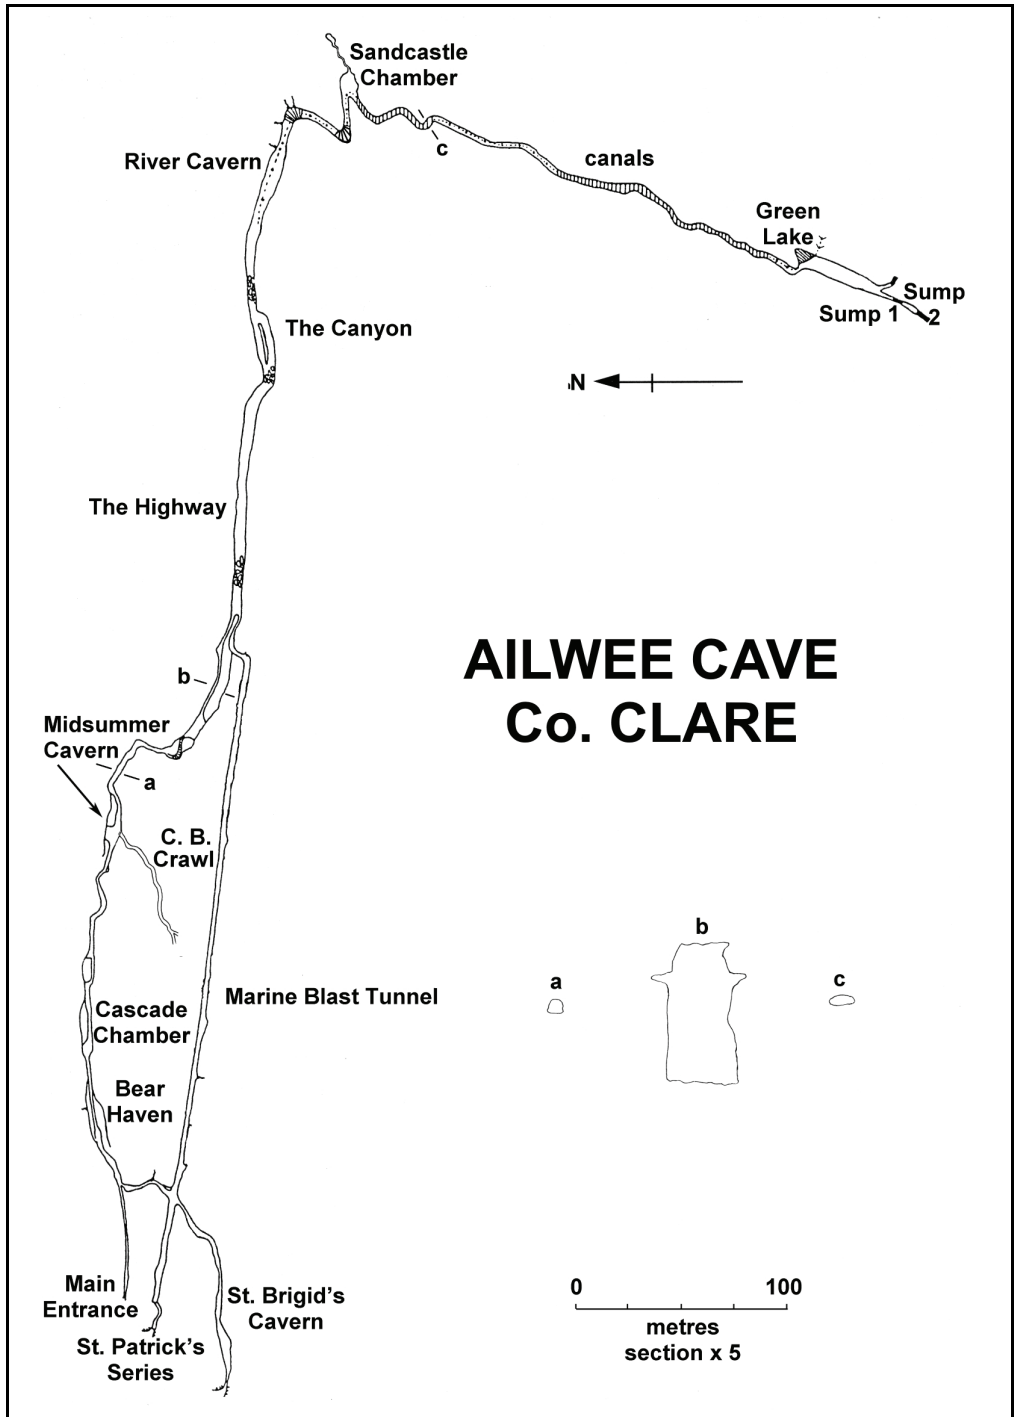 Sandcastle
Chamber
River Cavern
c
canals
Green
Lake
Sump
Sump 1
2
The Canyon
N
The Highway
AILWEE CAVE
Co. CLARE
b
Midsummer
Cavern
a
C. B.
Crawl
b
a
c
Marine Blast Tunnel
Cascade
Chamber
Bear
Haven
Main
Entrance
St. Brigid's
Cavern
St. Patrick's
Series
0 100
metres
section x 5